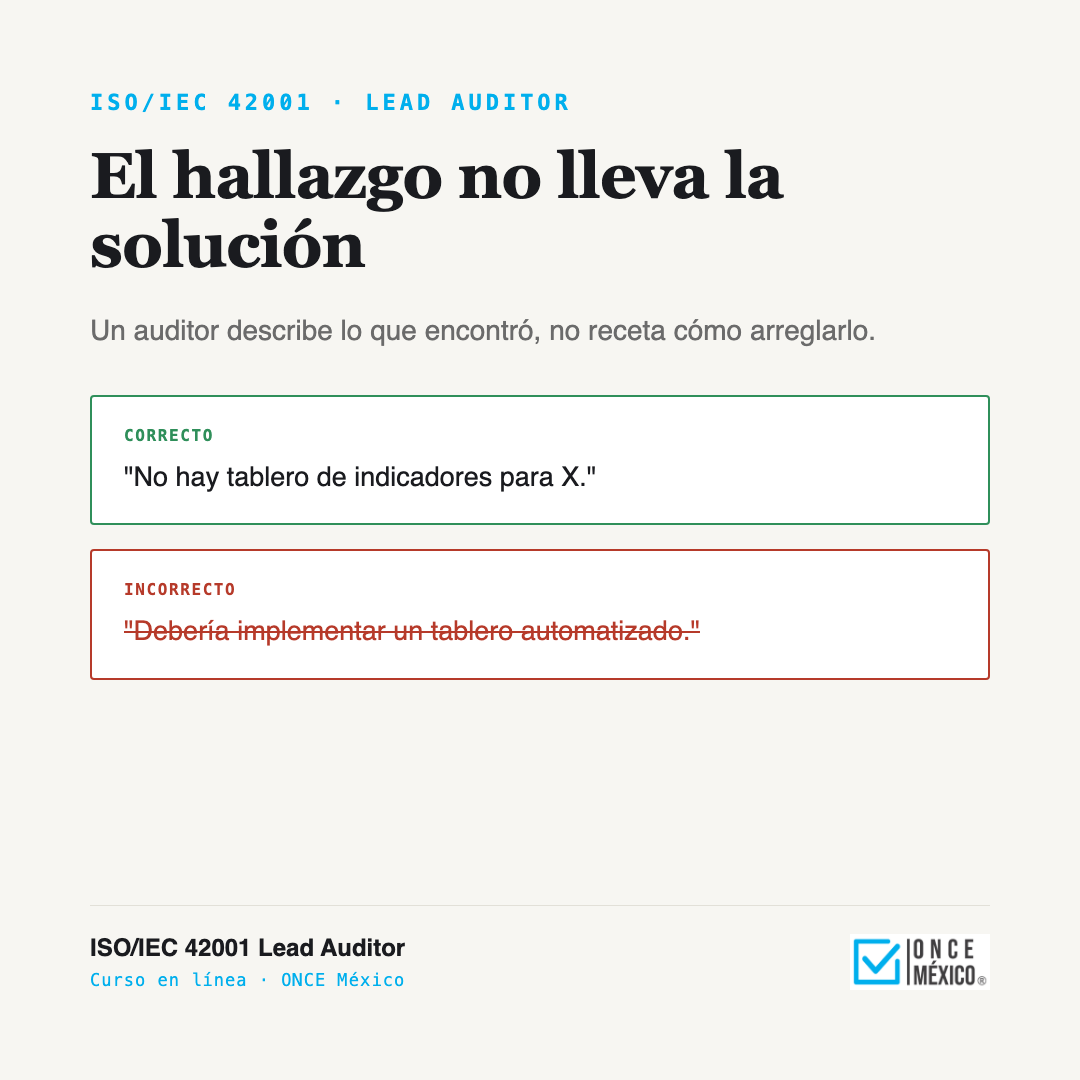 ISO/IEC 42001 · LEAD AUDITOR
El hallazgo no lleva la
solución
Un auditor describe lo que encontró, no receta cómo arreglarlo.
CORRECTO
"No hay tablero de indicadores para X."
INCORRECTO
"Debería implementar un tablero automatizado."
ISO/IEC 42001 Lead Auditor
Curso en línea · ONCE México
ONCE
MÉXICO®